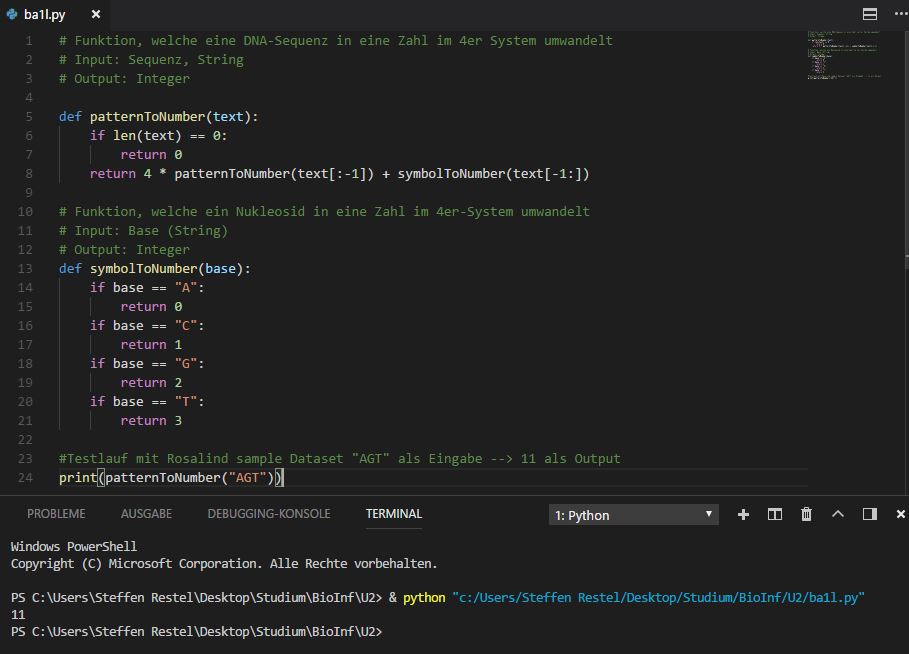 ba1l.py
1 # Funktion, welche eine DNA-Sequenz in eine Zahl im 4er System umwandelt
2 # Input: Sequenz, String
3 # Output: Integer
4
5 def patternToNumber(text):
6     if len(text) == 0:
7         return 0
8     return 4 * patternToNumber(text[:-1]) + symbolToNumber(text[-1:])
9
10 # Funktion, welche ein Nukleosid in eine Zahl im 4er-System umwandelt
11 # Input: Base (String)
12 # Output: Integer
13 def symbolToNumber(base):
14     if base == "A":
15         return 0
16     if base == "C":
17         return 1
18     if base == "G":
19         return 2
20     if base == "T":
21         return 3
22
23 #Testlauf mit Rosalind sample Dataset "AGT" als Eingabe --> 11 als Output
24 print(patternToNumber("AGT"))
PROBLEME AUSGABE DEBUGGING-KONSOLE TERMINAL 1: Python
Windows PowerShell
Copyright (C) Microsoft Corporation. Alle Rechte vorbehalten.
PS C:\Users\Steffen Restel\Desktop\Studium\BioInf\U2> & python "c:/Users/Steffen Restel/Desktop/Studium/BioInf/U2/ba1l.py"
11
PS C:\Users\Steffen Restel\Desktop\Studium\BioInf\U2>